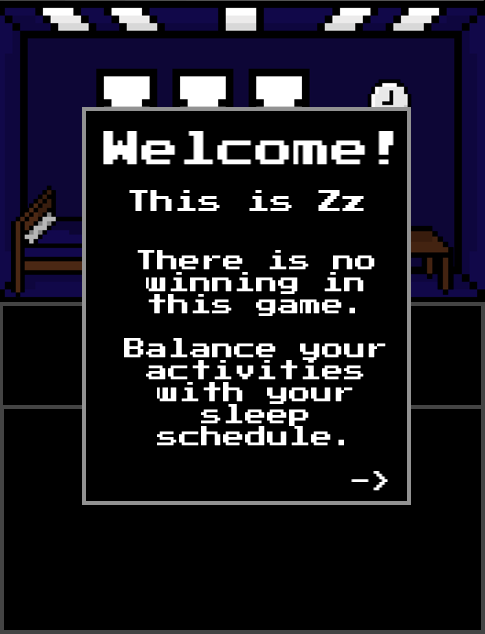 Welcome!
This is Zz
There is no
winning in
this game.
Balance your
activities
with your
sleep
schedule.
->